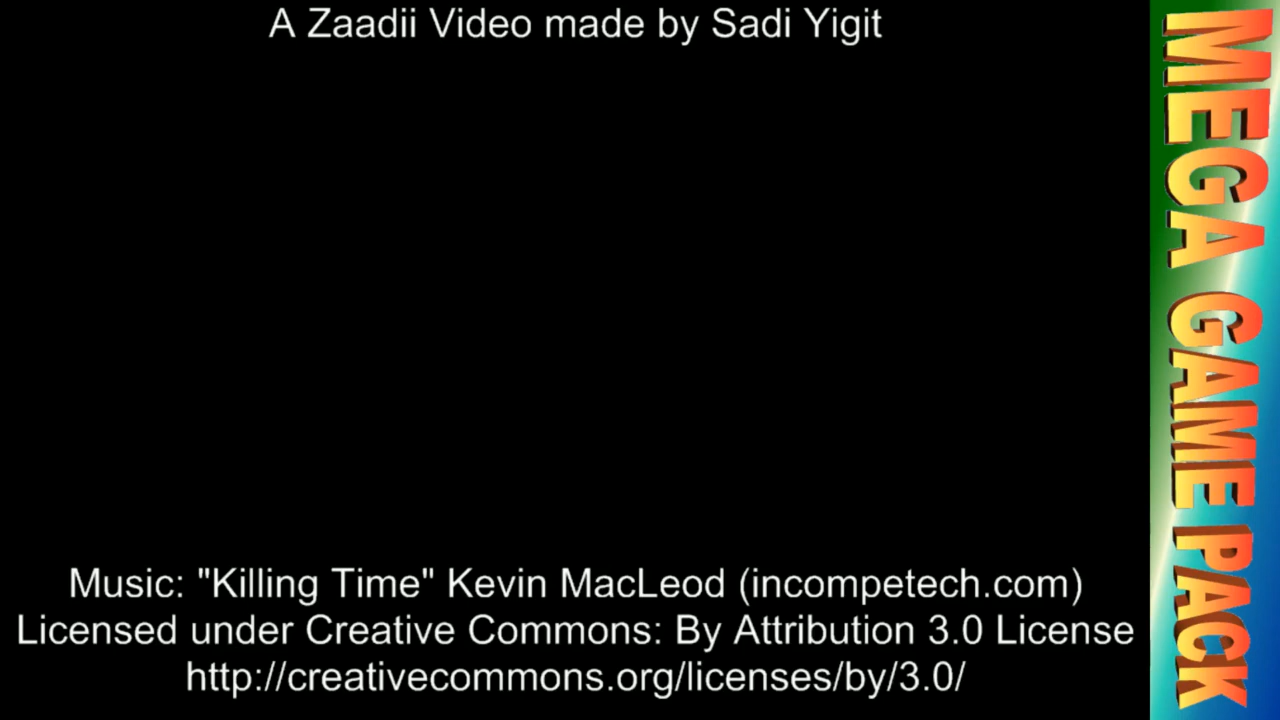 A Zaadii Video made by Sadi Yigit
Music: "Killing Time" Kevin MacLeod (incompetech.com)
Licensed under Creative Commons: By Attribution 3.0 License
http://creativecommons.org/licenses/by/3.0/
MEGA GAME PACK